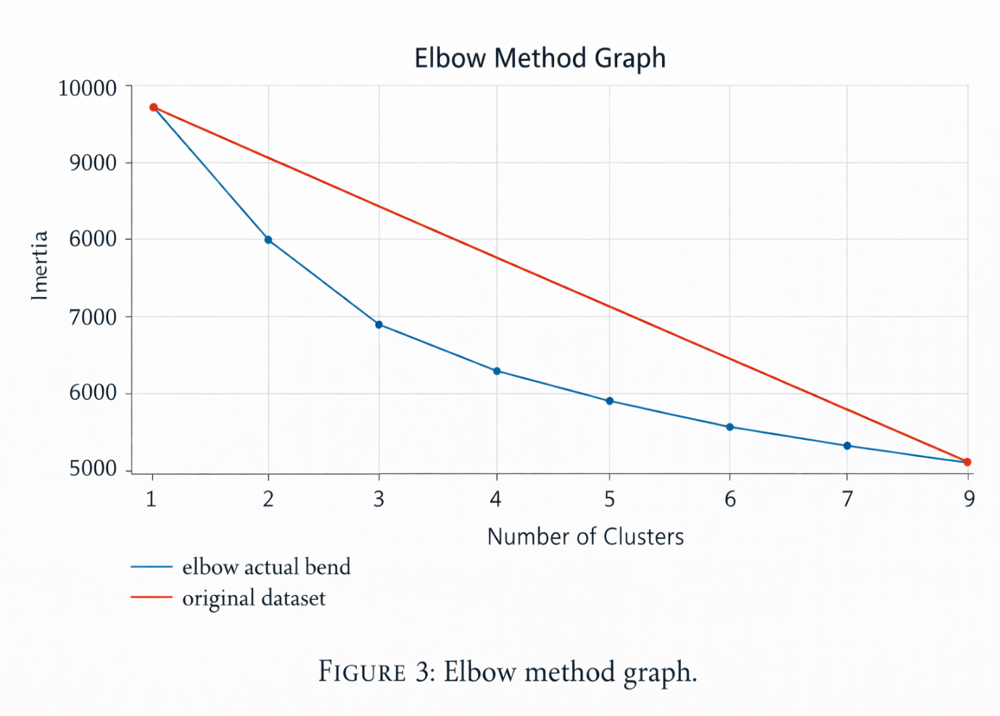 Elbow Method Graph
10000
9000
6000
7000
6000
5000
Imertia
1 2 3 4 5 6 7 9
Number of Clusters
elbow actual bend
original dataset
FIGURE 3: Elbow method graph.